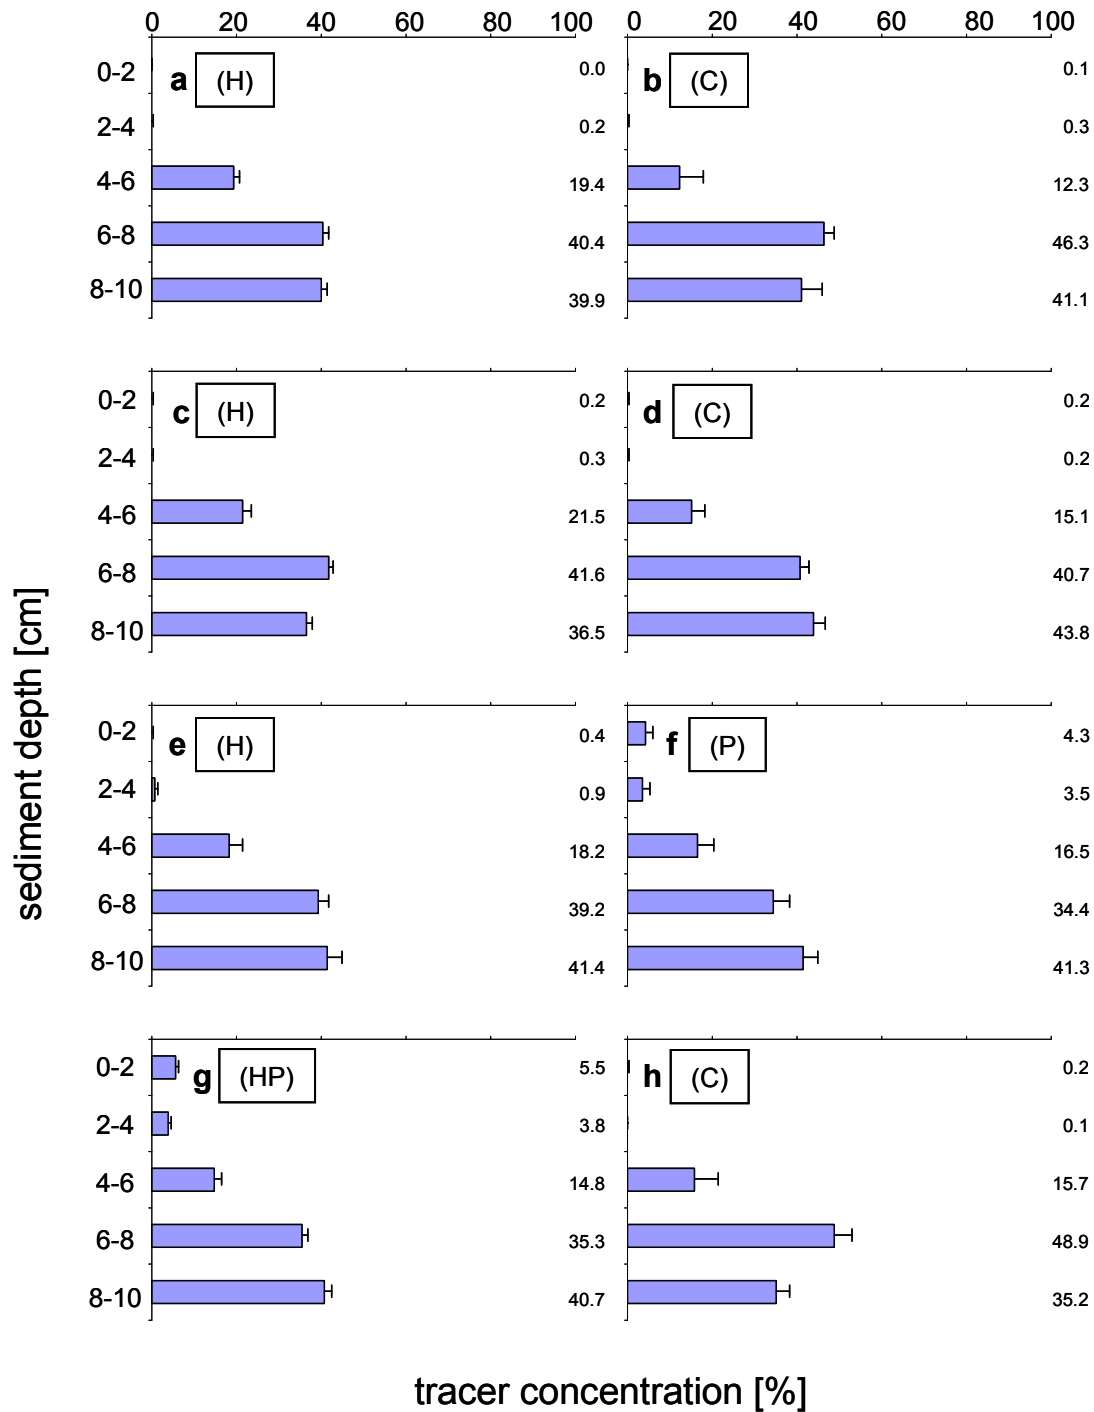 0 20 40 60 80 100 0 20 40 60 80 100
0-2 a (H) 0.0 b (C) 0.1
2-4 0.2 0.3
4-6 19.4 12.3
6-8 40.4 46.3
8-10 39.9 41.1
0-2 c (H) 0.2 d (C) 0.2
2-4 0.3 0.2
4-6 21.5 15.1
6-8 41.6 40.7
8-10 36.5 43.8
sediment depth [cm]
0-2 e (H) 0.4 f (P) 4.3
2-4 0.9 3.5
4-6 18.2 16.5
6-8 39.2 34.4
8-10 41.4 41.3
0-2 g (HP) 5.5 h (C) 0.2
2-4 3.8 0.1
4-6 14.8 15.7
6-8 35.3 48.9
8-10 40.7 35.2
tracer concentration [%]